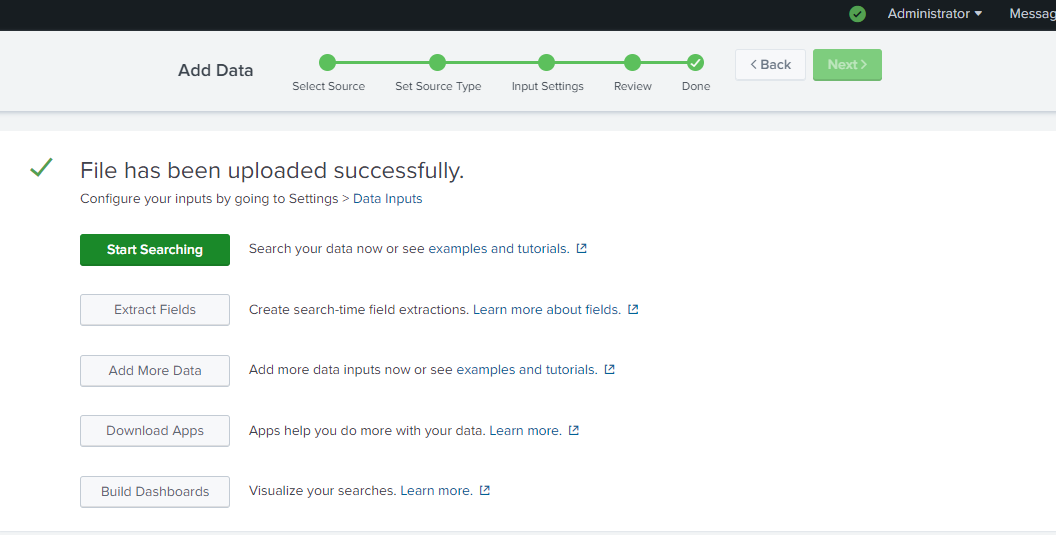 Administrator
Add Data
Select Source
Set Source Type
Input Settings
Review
Done
Back
Next
File has been uploaded successfully.
Configure your inputs by going to Settings > Data Inputs
Start Searching
Search your data now or see examples and tutorials.
Extract Fields
Create search-time field extractions. Learn more about fields.
Add More Data
Add more data inputs now or see examples and tutorials.
Download Apps
Apps help you do more with your data. Learn more.
Build Dashboards
Visualize your searches. Learn more.